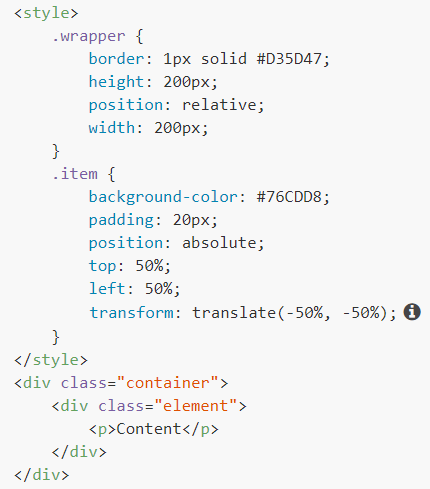 <style>
    .wrapper {
        border: 1px solid #D35D47;
        height: 200px;
        position: relative;
        width: 200px;
    }
    .item {
        background-color: #76CDD8;
        padding: 20px;
        position: absolute;
        top: 50%;
        left: 50%;
        transform: translate(-50%, -50%);
    }
</style>
<div class="container">
    <div class="element">
        <p>Content</p>
    </div>
</div>